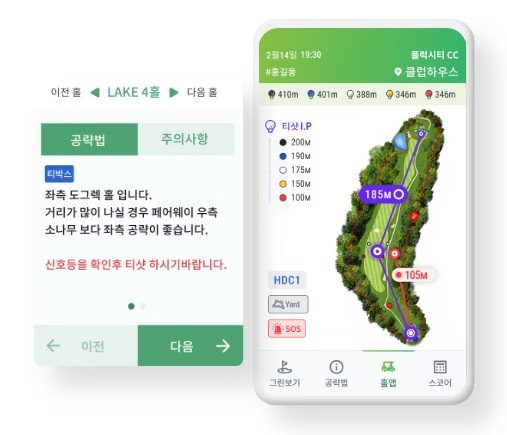 이전 홀 ◀ LAKE 4홀 ▶ 다음 홀
공략법 주의사항
티박스
좌측 도그렉 홀 입니다.
거리가 많이 나실 경우 페어웨이 우측
소나무 보다 좌측 공략이 좋습니다.
신호등을 확인후 티샷 하시기바랍니다.
← 이전 다음 →
2월14일 19:30 플럭시티 CC
#홍길동 클럽하우스
410m 401m 388m 346m 346m
티샷 I.P
200M
190M
175M
150M
100M
185M
105M
HDC1
Yard
SOS
그린보기 공략법 홀맵 스코어